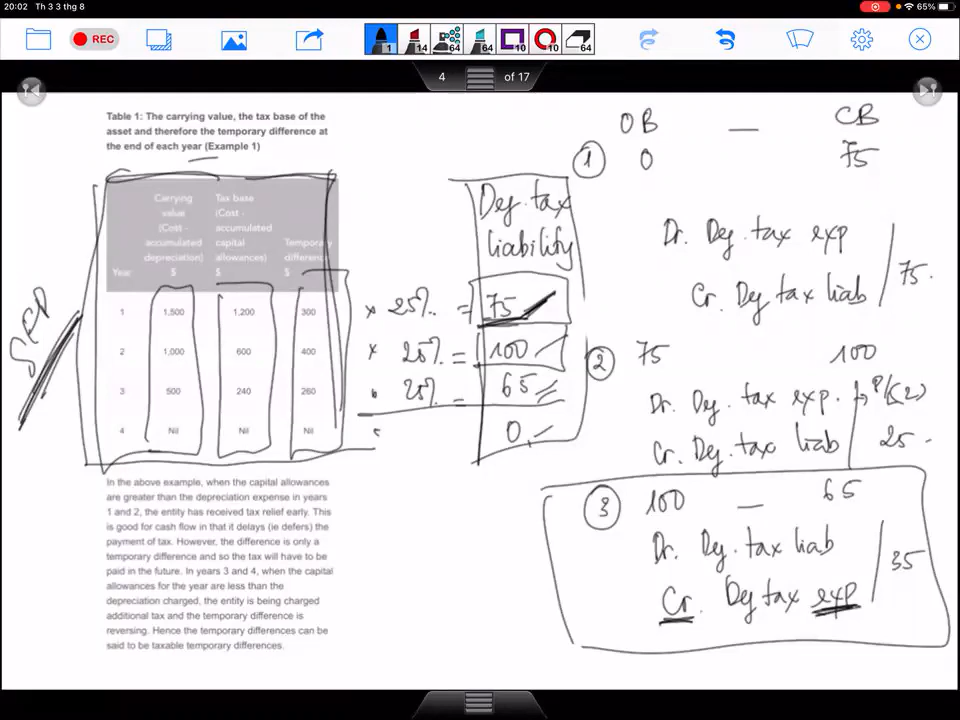 20:02 Th 3 3 thg 8
65%
REC
1
14
64
64
10
10
64
4 of 17
Table 1: The carrying value, the tax base of the
asset and therefore the temporary difference at
the end of each year (Example 1)
Year
Carrying
value
(Cost -
accumulated
depreciation)
$
Tax base
(Cost -
accumulated
capital
allowances)
$
Temporary
difference
$
1 1,500 1,200 300
2 1,000 600 400
3 500 240 260
4 Nil Nil Nil
In the above example, when the capital allowances
are greater than the depreciation expense in years
1 and 2, the entity has received tax relief early. This
is good for cash flow in that it delays (ie defers) the
payment of tax. However, the difference is only a
temporary difference and so the tax will have to be
paid in the future. In years 3 and 4, when the capital
allowances for the year are less than the
depreciation charged, the entity is being charged
additional tax and the temporary difference is
reversing. Hence the temporary differences can be
said to be taxable temporary differences.
Def. tax
liability
x 25% = 75
x 25% = 100
25% = 65
0
OB — CB
1 0 75
Dr. Def. tax exp
Cr. Def tax liab 75
2 75 100
Dr. Def. tax exp.
Cr. Def. tax liab 25
3 100 — 65
Dr. Def. tax liab
Cr. Def tax exp 35